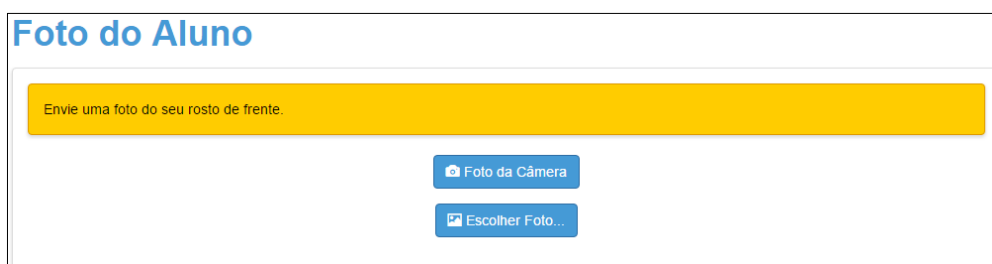 Foto do Aluno
Envie uma foto do seu rosto de frente.
Foto da Câmera
Escolher Foto...